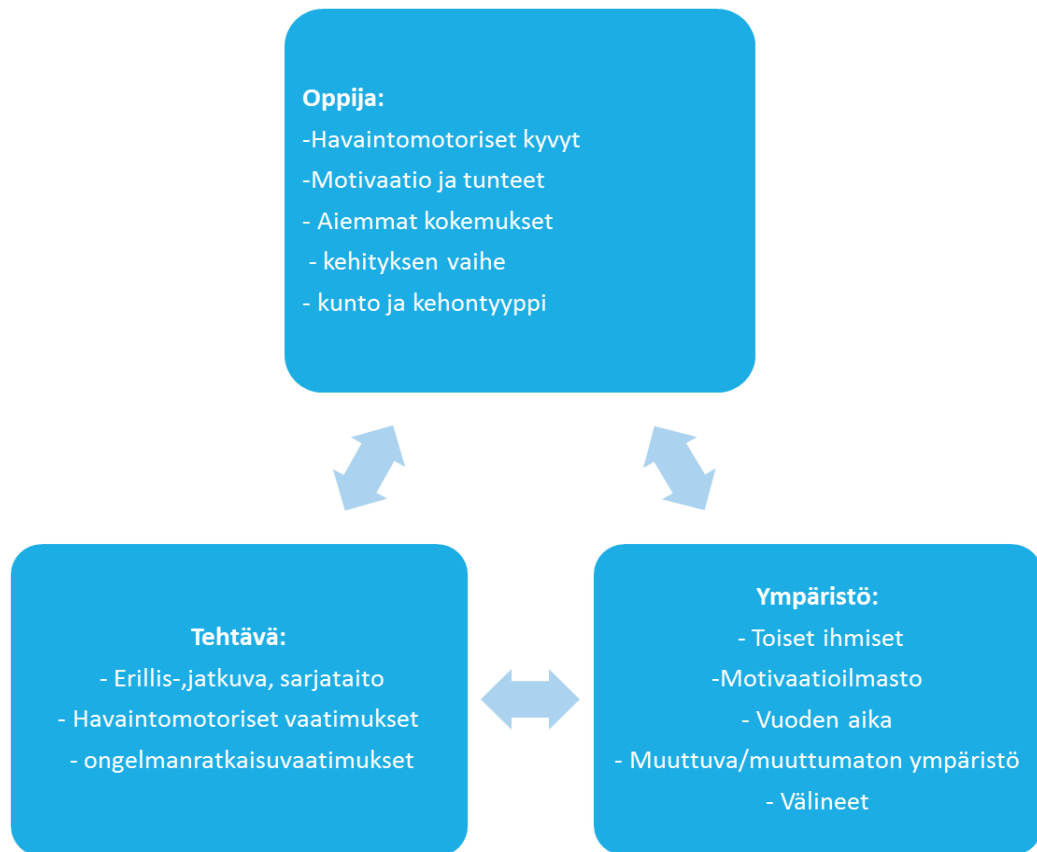 Oppija:
-Havaintomotoriset kyvyt
-Motivaatio ja tunteet
- Aiemmat kokemukset
- kehityksen vaihe
- kunto ja kehontyyppi
Tehtävä:
- Erillis-,jatkuva, sarjataito
- Havaintomotoriset vaatimukset
- ongelmanratkaisuvaatimukset
Ympäristö:
- Toiset ihmiset
-Motivaatioilmasto
- Vuoden aika
- Muuttuva/muuttumaton ympäristö
- Välineet